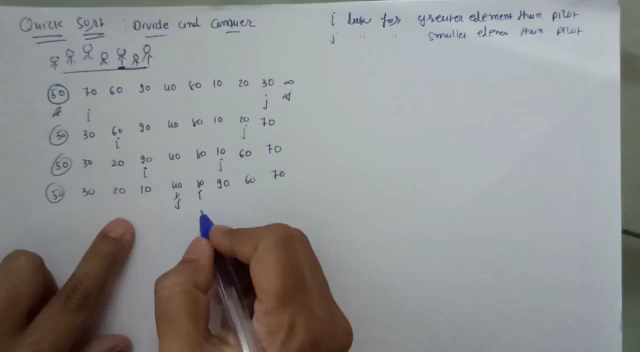 Quick Sort : Divide and Conquer
i look for greater element than pivot
j " " smaller element than pivot
50 70 60 90 40 80 10 20 30 ∞
i j
50 30 60 90 40 80 10 20 70
i j
50 30 20 90 40 80 10 60 70
i j
50 30 20 10 40 80 90 60 70
j i